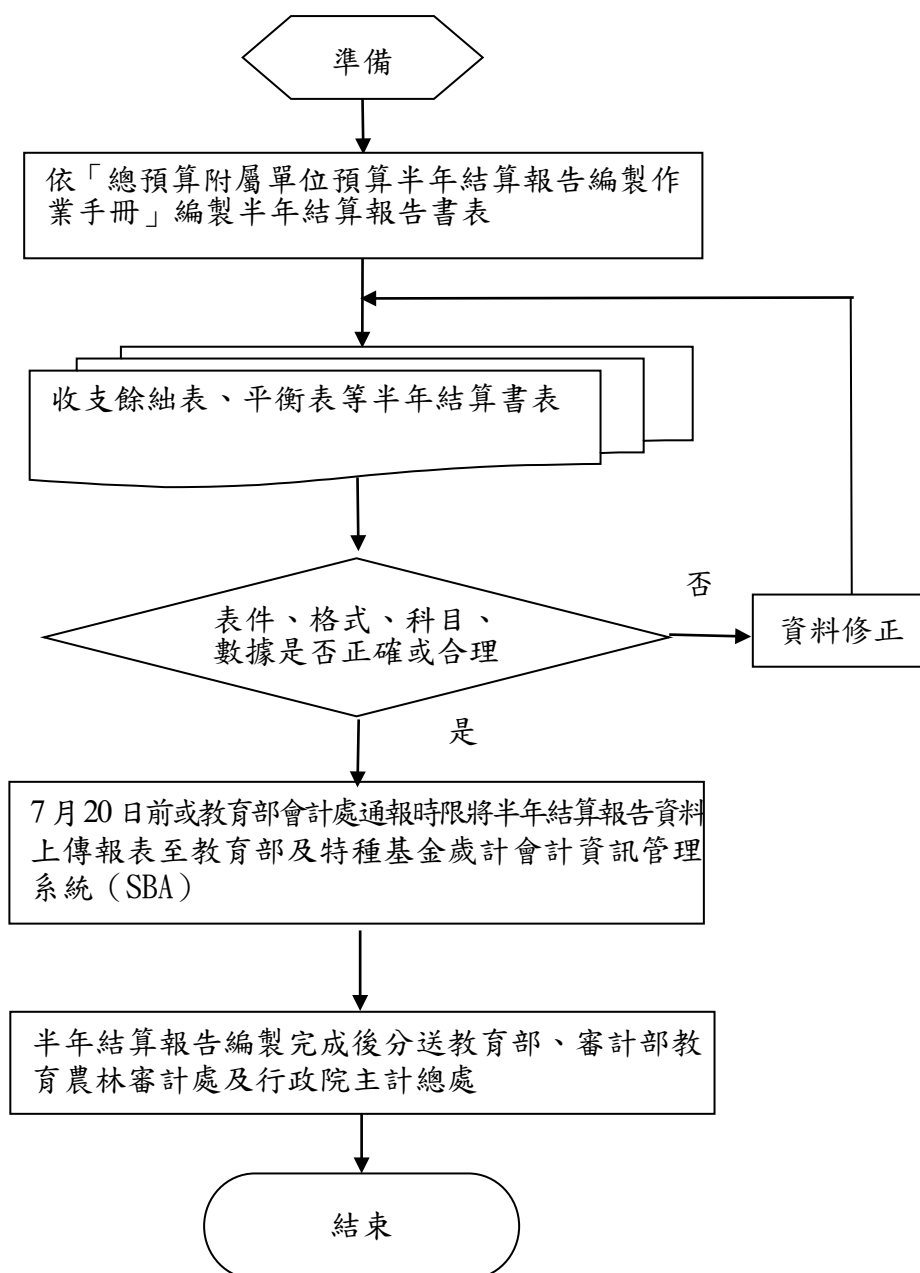 準備
依「總預算附屬單位預算半年結算報告編製作
業手冊」編製半年結算報告書表
收支餘絀表、平衡表等半年結算書表
表件、格式、科目、
數據是否正確或合理
否
資料修正
是
7月20日前或教育部會計處通報時限將半年結算報告資料
上傳報表至教育部及特種基金歲計會計資訊管理
系統（SBA）
半年結算報告編製完成後分送教育部、審計部教
育農林審計處及行政院主計總處
結束